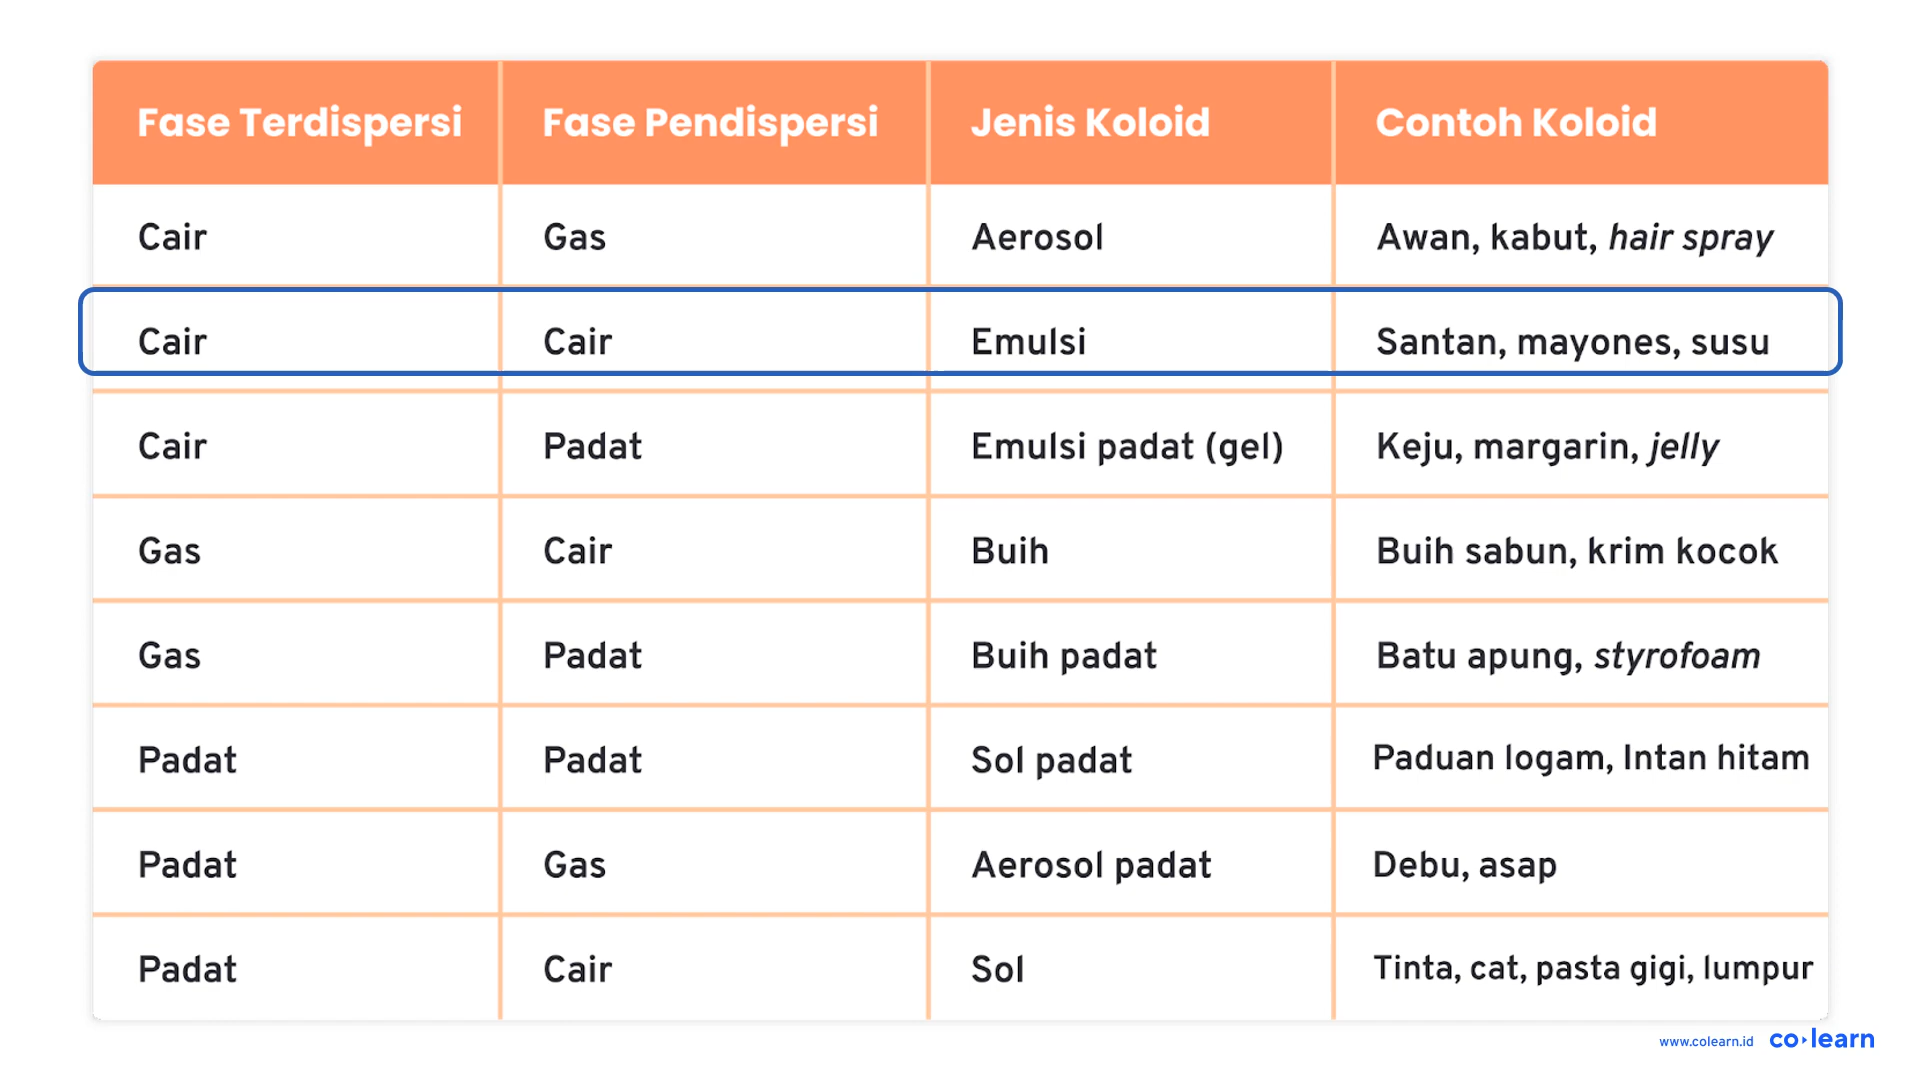 Fase Terdispersi Fase Pendispersi Jenis Koloid Contoh Koloid
Cair Gas Aerosol Awan, kabut, hair spray
Cair Cair Emulsi Santan, mayones, susu
Cair Padat Emulsi padat (gel) Keju, margarin, jelly
Gas Cair Buih Buih sabun, krim kocok
Gas Padat Buih padat Batu apung, styrofoam
Padat Padat Sol padat Paduan logam, Intan hitam
Padat Gas Aerosol padat Debu, asap
Padat Cair Sol Tinta, cat, pasta gigi, lumpur
www.colearn.id co learn